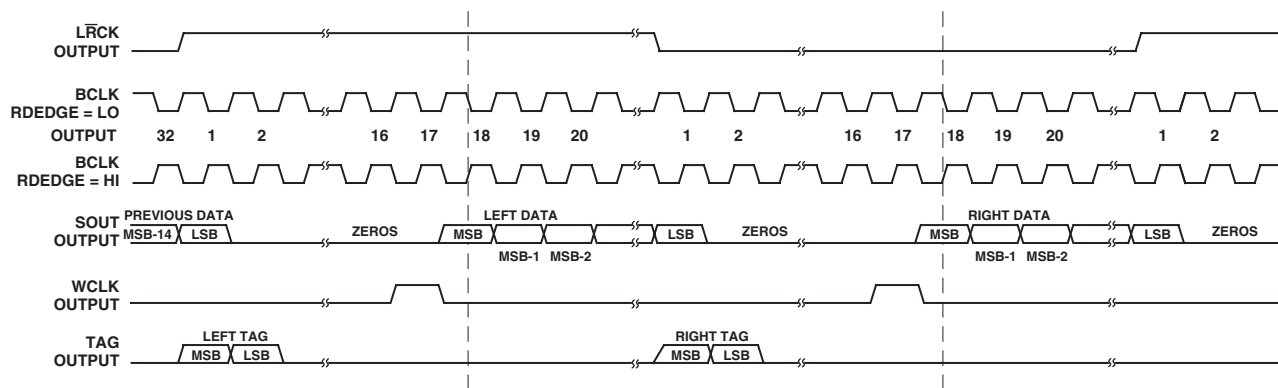 LRCK
OUTPUT
BCLK
RDEDGE = LO
OUTPUT 32 1 2 16 17 18 19 20 1 2 16 17 18 19 20 1 2
BCLK
RDEDGE = HI
PREVIOUS DATA LEFT DATA RIGHT DATA
SOUT
OUTPUT MSB-14 LSB ZEROS MSB LSB ZEROS MSB LSB ZEROS
MSB-1 MSB-2 MSB-1 MSB-2
WCLK
OUTPUT
LEFT TAG RIGHT TAG
TAG
OUTPUT MSB LSB MSB LSB